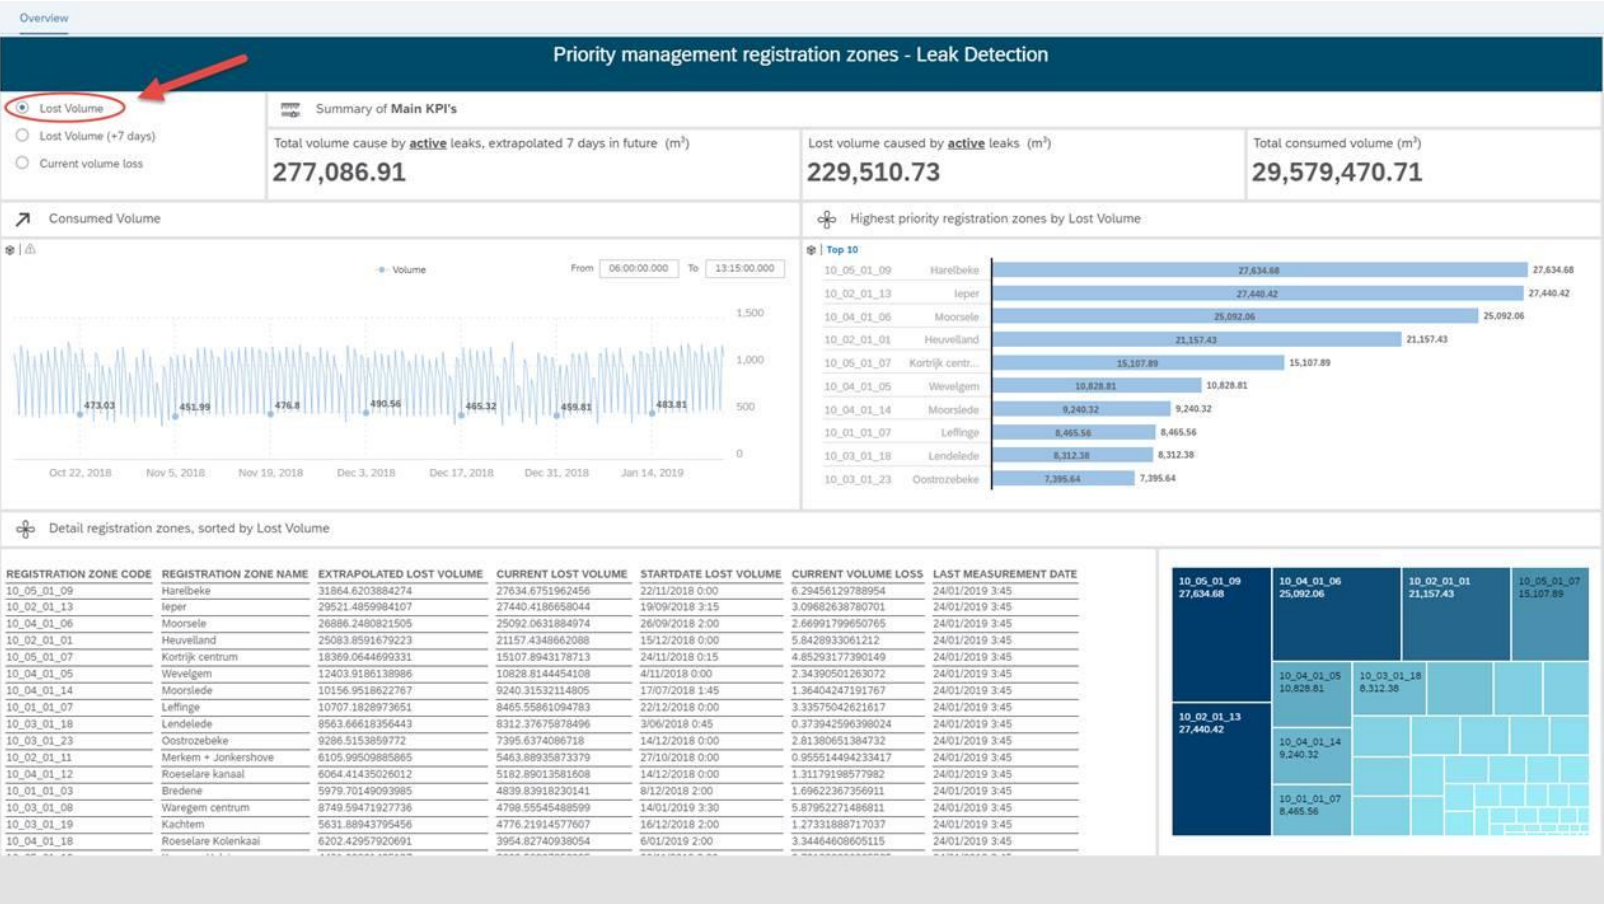 Overview
Priority management registration zones - Leak Detection
Lost Volume
Lost Volume (+7 days)
Current volume loss
Summary of Main KPI's
Total volume cause by active leaks, extrapolated 7 days in future (m³)
277,086.91
Lost volume caused by active leaks (m³)
229,510.73
Total consumed volume (m³)
29,579,470.71
Consumed Volume
Volume
From 06:00:00.000 To 13:15:00.000
1,500
1,000
500
0
473.03 451.99 476.8 490.56 465.32 459.81 483.81
Oct 22, 2018 Nov 5, 2018 Nov 19, 2018 Dec 3, 2018 Dec 17, 2018 Dec 31, 2018 Jan 14, 2019
Highest priority registration zones by Lost Volume
Top 10
10_05_01_09 Harelbeke 27,634.68 27,634.68
10_02_01_13 Ieper 27,440.42 27,440.42
10_04_01_06 Moorsele 25,092.06 25,092.06
10_02_01_01 Heuvelland 21,157.43 21,157.43
10_05_01_07 Kortrijk centr... 15,107.89 15,107.89
10_04_01_05 Wevelgem 10,828.81 10,828.81
10_04_01_14 Moorslede 9,240.32 9,240.32
10_01_01_07 Leffinge 8,465.56 8,465.56
10_03_01_18 Lendelede 8,312.38 8,312.38
10_03_01_23 Oostrozebeke 7,395.64 7,395.64
Detail registration zones, sorted by Lost Volume
REGISTRATION ZONE CODE REGISTRATION ZONE NAME EXTRAPOLATED LOST VOLUME CURRENT LOST VOLUME STARTDATE LOST VOLUME CURRENT VOLUME LOSS LAST MEASUREMENT DATE
10_05_01_09 Harelbeke 31864.6203884274 27634.6751962456 22/11/2018 0:00 6.29456129788954 24/01/2019 3:45
10_02_01_13 Ieper 29521.4859984107 27440.4186658044 19/09/2018 3:15 3.09682638780701 24/01/2019 3:45
10_04_01_06 Moorsele 26886.2480821505 25092.0631884974 26/09/2018 2:00 2.66991799650765 24/01/2019 3:45
10_02_01_01 Heuvelland 25083.8591679223 21157.4348662088 15/12/2018 0:00 5.8428933061212 24/01/2019 3:45
10_05_01_07 Kortrijk centrum 18369.0644699331 15107.8943178713 24/11/2018 0:15 4.85293177390149 24/01/2019 3:45
10_04_01_05 Wevelgem 12403.9186138986 10828.8144454108 4/11/2018 0:00 2.34390501263072 24/01/2019 3:45
10_04_01_14 Moorslede 10156.9518622767 9240.31532114805 17/07/2018 1:45 1.36404247191767 24/01/2019 3:45
10_01_01_07 Leffinge 10707.1828973651 8465.55861094783 22/12/2018 0:00 3.33575042621617 24/01/2019 3:45
10_03_01_18 Lendelede 8563.66618356443 8312.37675878496 3/06/2018 0:45 0.373942596398024 24/01/2019 3:45
10_03_01_23 Oostrozebeke 9286.5153859772 7395.6374086718 14/12/2018 0:00 2.81380651384732 24/01/2019 3:45
10_02_01_11 Merkem + Jonkershove 6105.99509885865 5463.88935873379 27/10/2018 0:00 0.955514494233417 24/01/2019 3:45
10_04_01_12 Roeselare kanaal 6064.41435026012 5182.89013581608 14/12/2018 0:00 1.31179198577982 24/01/2019 3:45
10_01_01_03 Bredene 5979.70149093985 4839.83918230141 8/12/2018 2:00 1.69622367356911 24/01/2019 3:45
10_03_01_08 Waregem centrum 8749.59471927736 4798.55545488599 14/01/2019 3:30 5.87952271486811 24/01/2019 3:45
10_03_01_19 Kachtem 5631.88943795456 4776.21914577607 16/12/2018 2:00 1.27331888717037 24/01/2019 3:45
10_04_01_18 Roeselare Kolenkaai 6202.42957920691 3954.82740938054 6/01/2019 2:00 3.34464608605115 24/01/2019 3:45
10_05_01_09
27,634.68
10_04_01_06
25,092.06
10_02_01_01
21,157.43
10_05_01_07
15,107.89
10_04_01_05
10,828.81
10_03_01_18
8,312.38
10_02_01_13
27,440.42
10_04_01_14
9,240.32
10_01_01_07
8,465.56